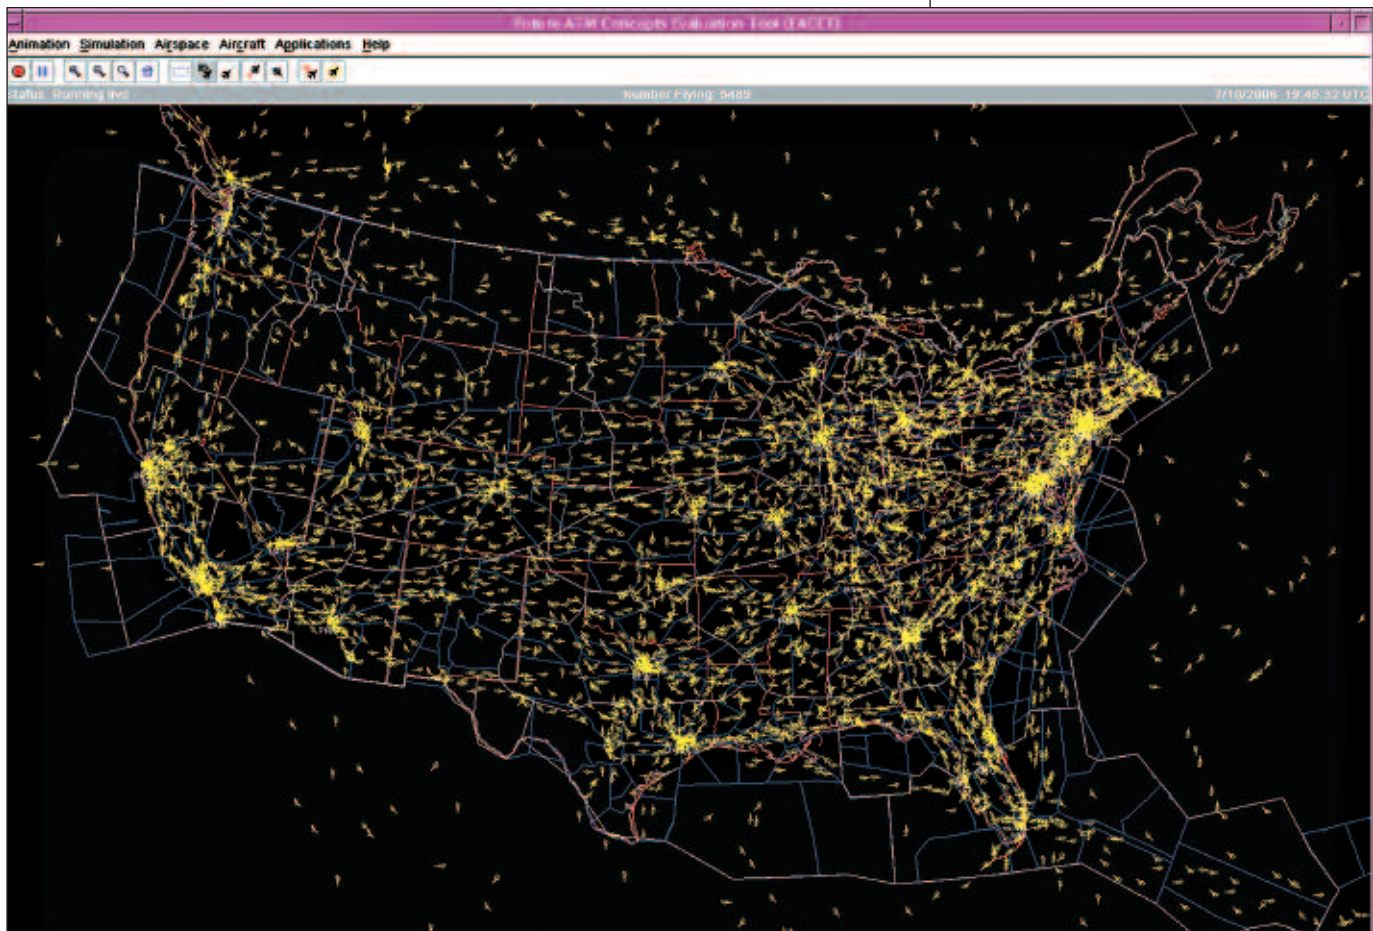 Future ATM Concepts Evaluation Tool (FACET)
Animation Simulation Airspace Aircraft Applications Help
Status: Running live Number Flying: 5489 7/10/2006 19:45:32 UTC